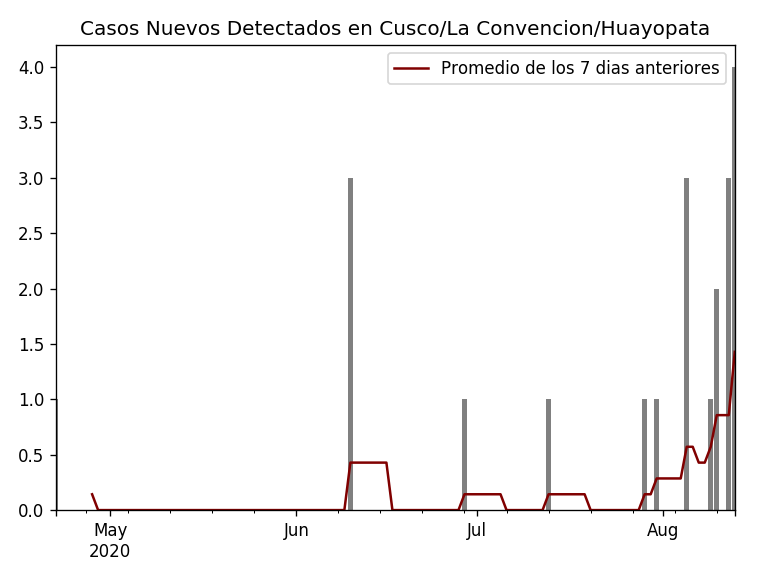 Casos Nuevos Detectados en Cusco/La Convencion/Huayopata
Promedio de los 7 dias anteriores
4.0
3.5
3.0
2.5
2.0
1.5
1.0
0.5
0.0
May
2020
Jun
Jul
Aug